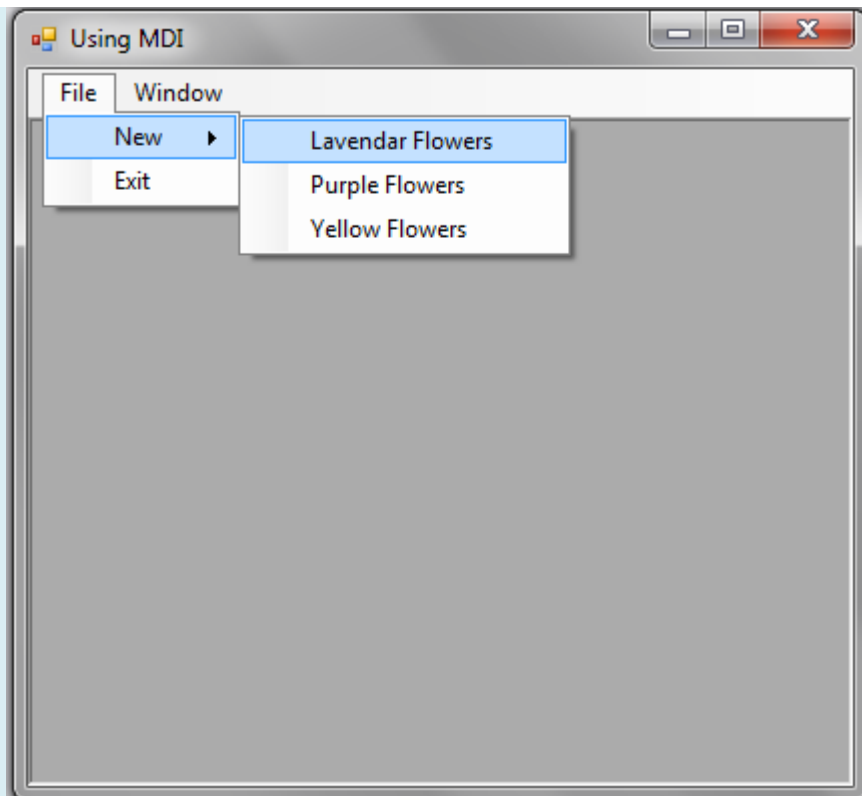 Using MDI
File Window
New Lavendar Flowers
Exit Purple Flowers
Yellow Flowers